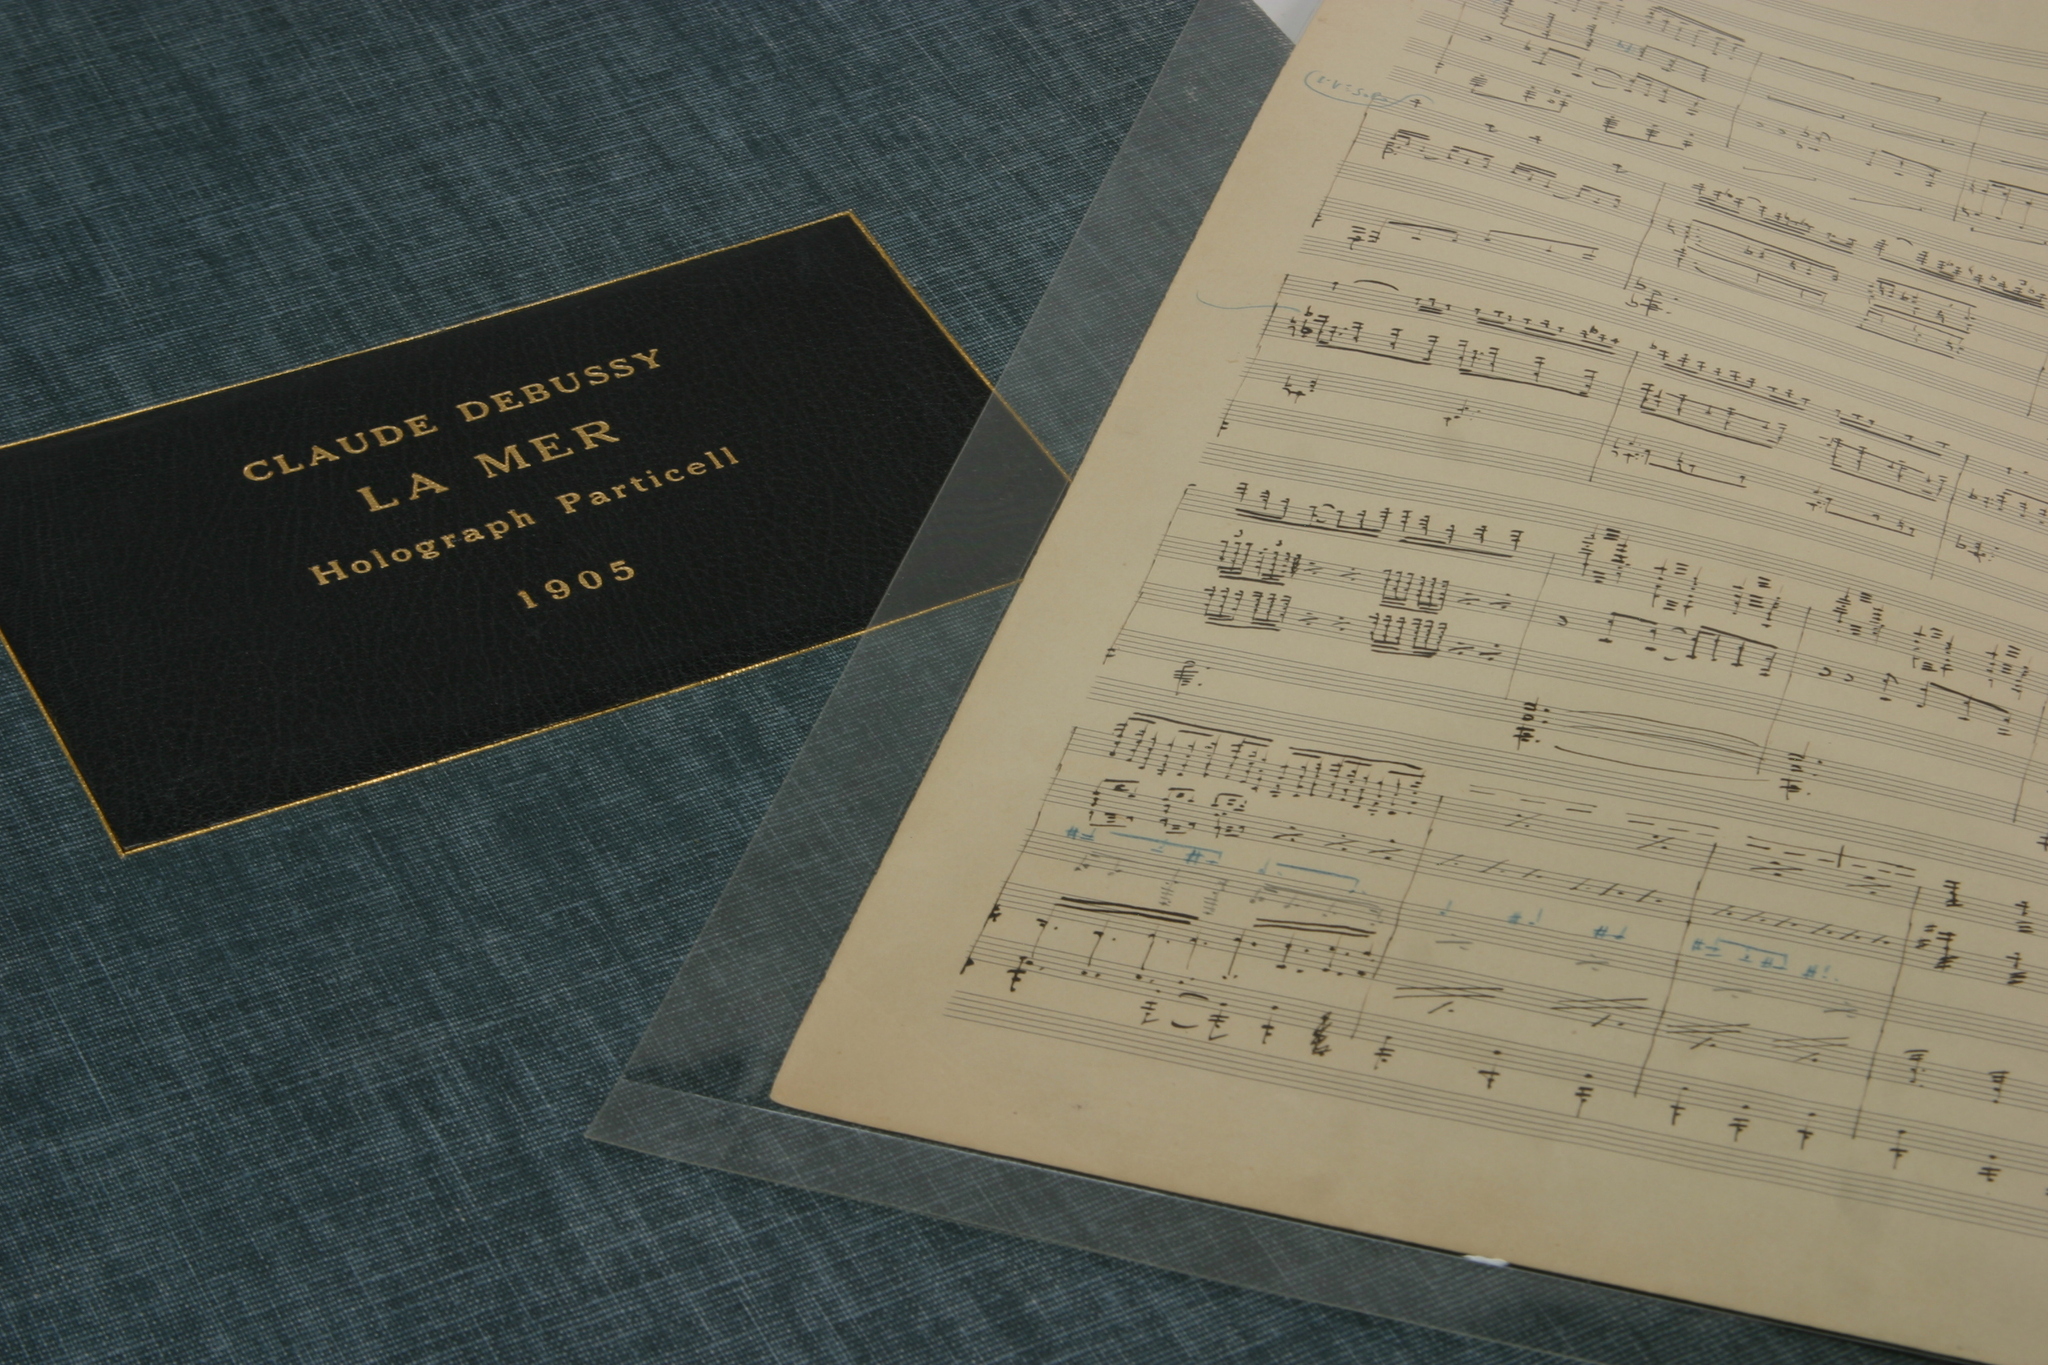 CLAUDE DEBUSSY
LA MER
Holograph Particell
1905